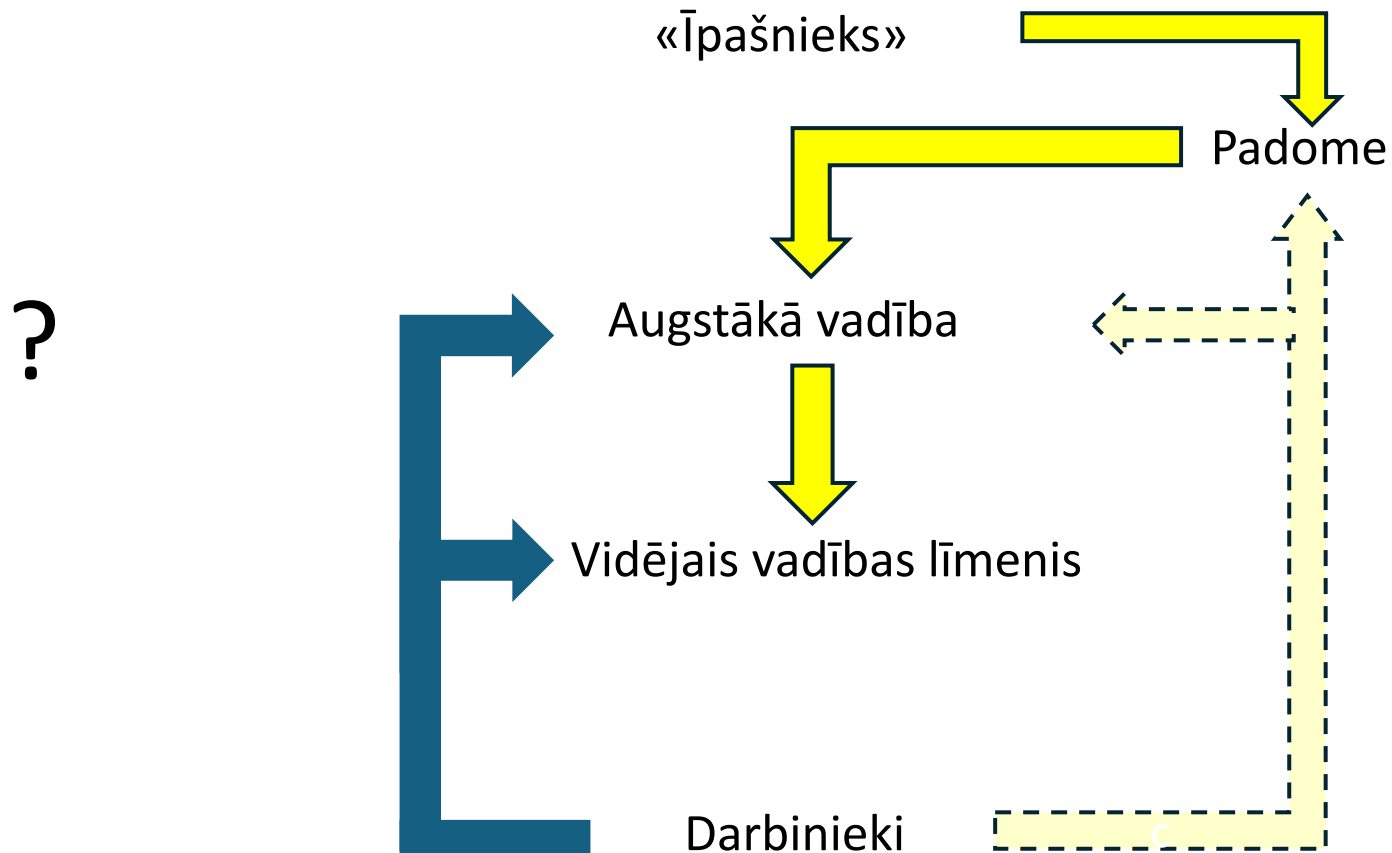 «Īpašnieks»
Padome
?
Augstākā vadība
Vidējais vadības līmenis
Darbinieki
c